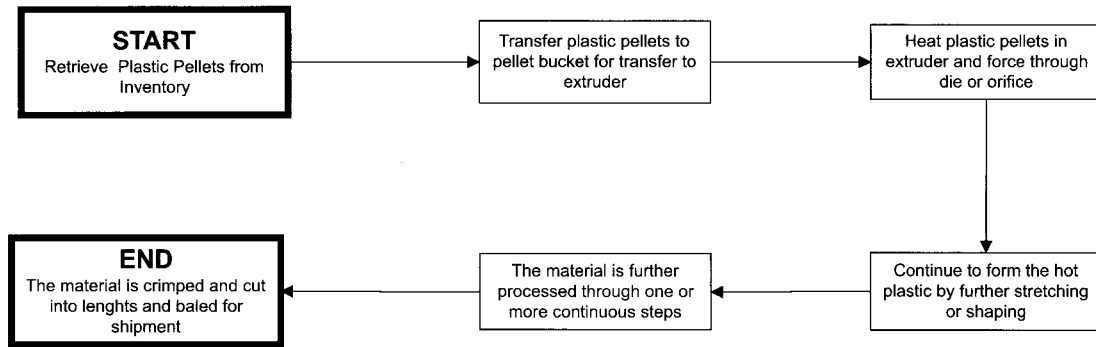 START
Retrieve  Plastic Pellets from
Inventory
Transfer plastic pellets to
pellet bucket for transfer to
extruder
Heat plastic pellets in
extruder and force through
die or orifice
Continue to form the hot
plastic by further stretching
or shaping
The material is further
processed through one or
more continuous steps
END
The material is crimped and cut
into lenghts and baled for
shipment